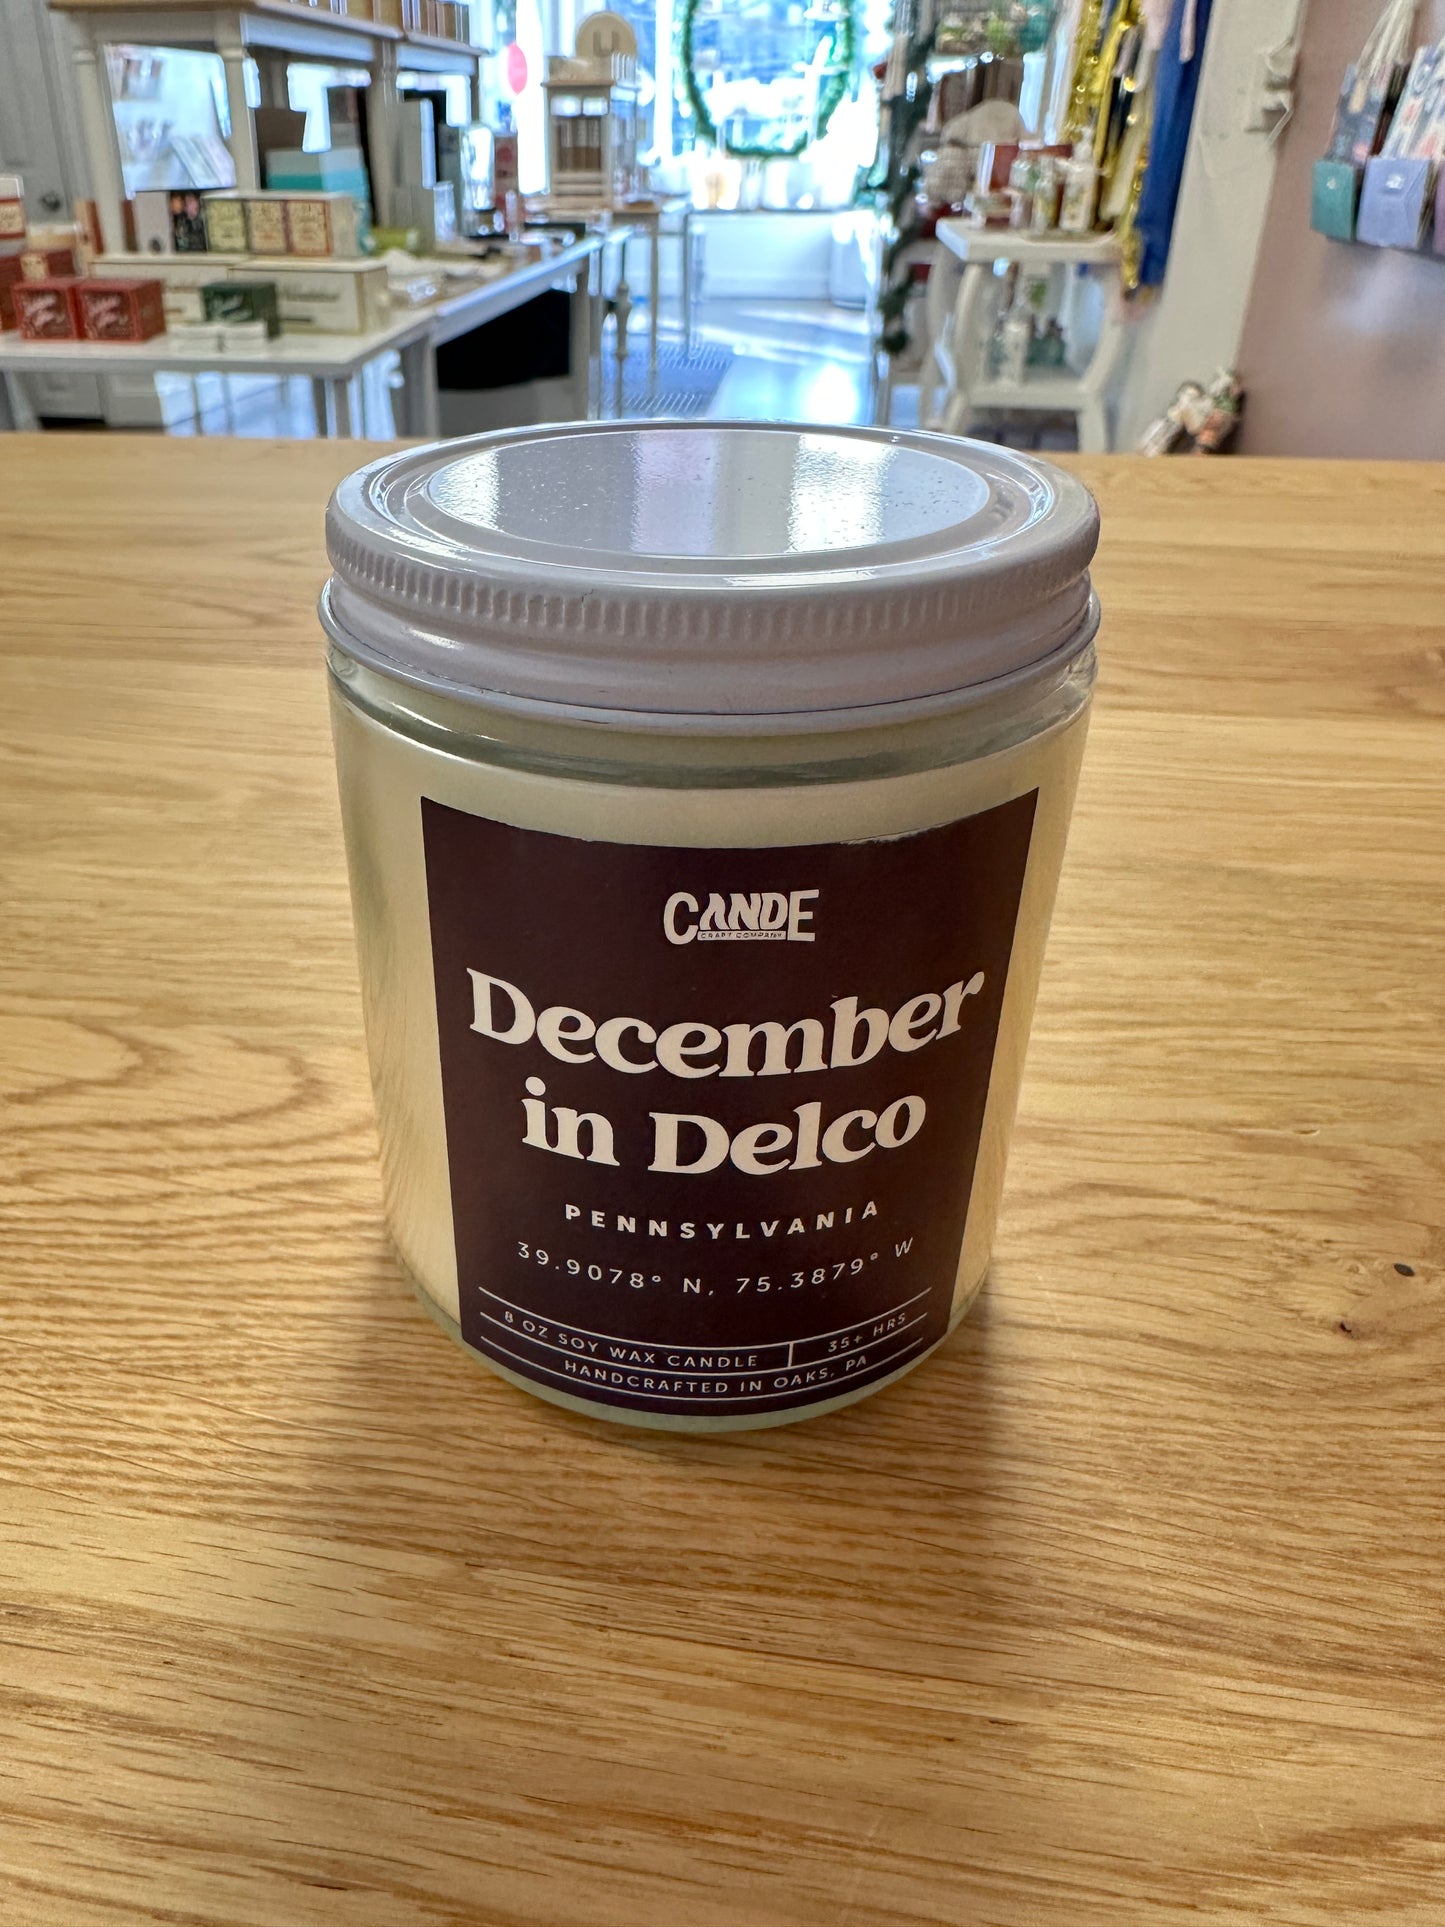 CANDE
CRAFT COMPANY
December
in Delco
PENNSYLVANIA
39.9078° N, 75.3879° W
8 OZ SOY WAX CANDLE 35+ HRS
HANDCRAFTED IN OAKS, PA